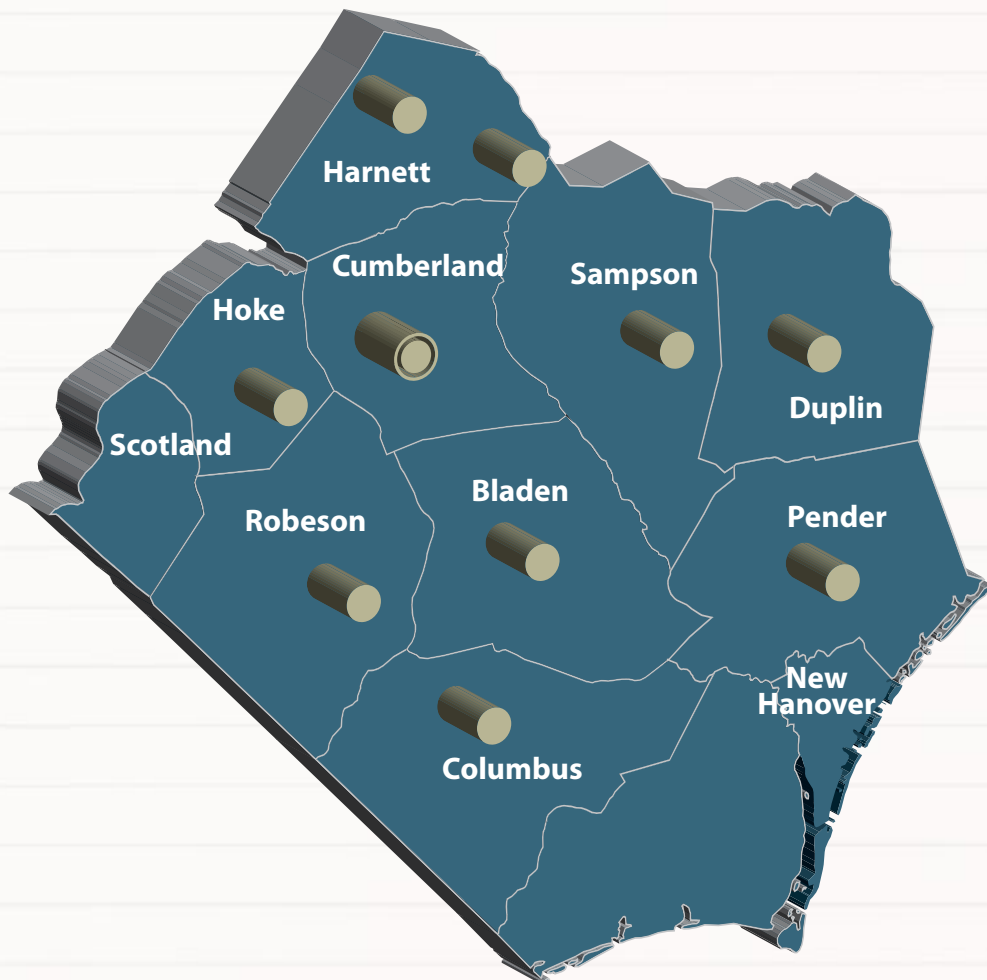 Harnett
Cumberland
Sampson
Hoke
Duplin
Scotland
Bladen
Robeson
Pender
New
Hanover
Columbus